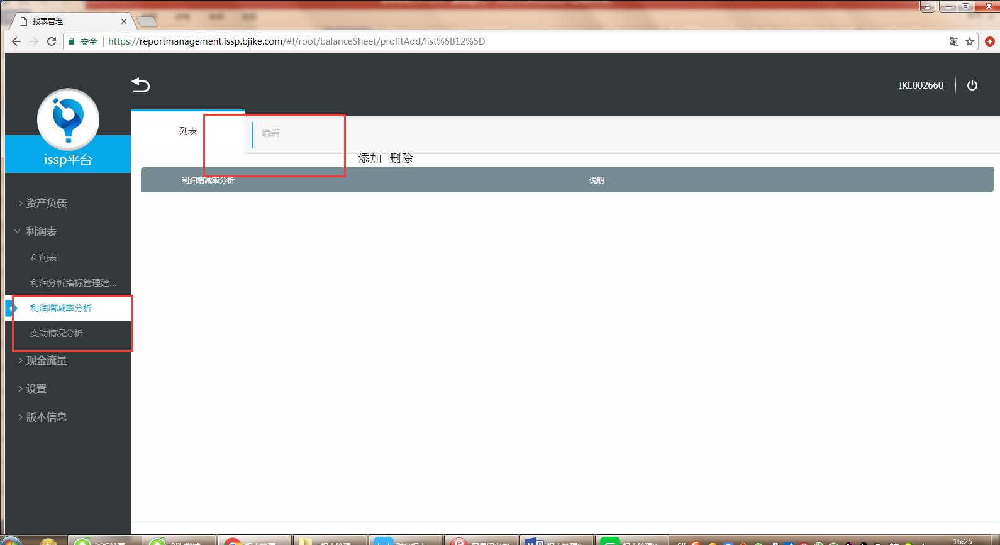 报表管理
安全 https://reportmanagement.issp.bjike.com/#!/root/balanceSheet/profitAdd/list%5B12%5D
IKE002660
列表
编辑
添加 删除
issp平台
利润增减率分析 说明
资产负债
利润表
利润表
利润分析指标管理建...
利润增减率分析
变动情况分析
现金流量
设置
版本信息
16:25